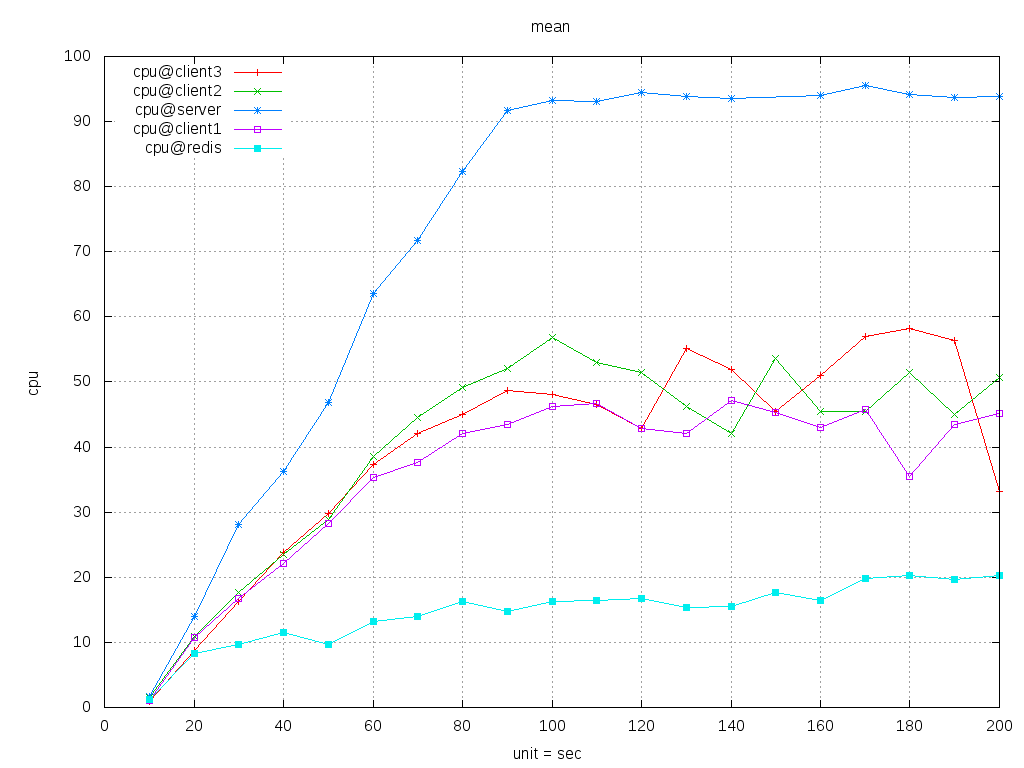 mean
100
90
80
70
60
50
40
30
20
10
0
cpu
cpu@client3
cpu@client2
cpu@server
cpu@client1
cpu@redis
0 20 40 60 80 100 120 140 160 180 200
unit = sec